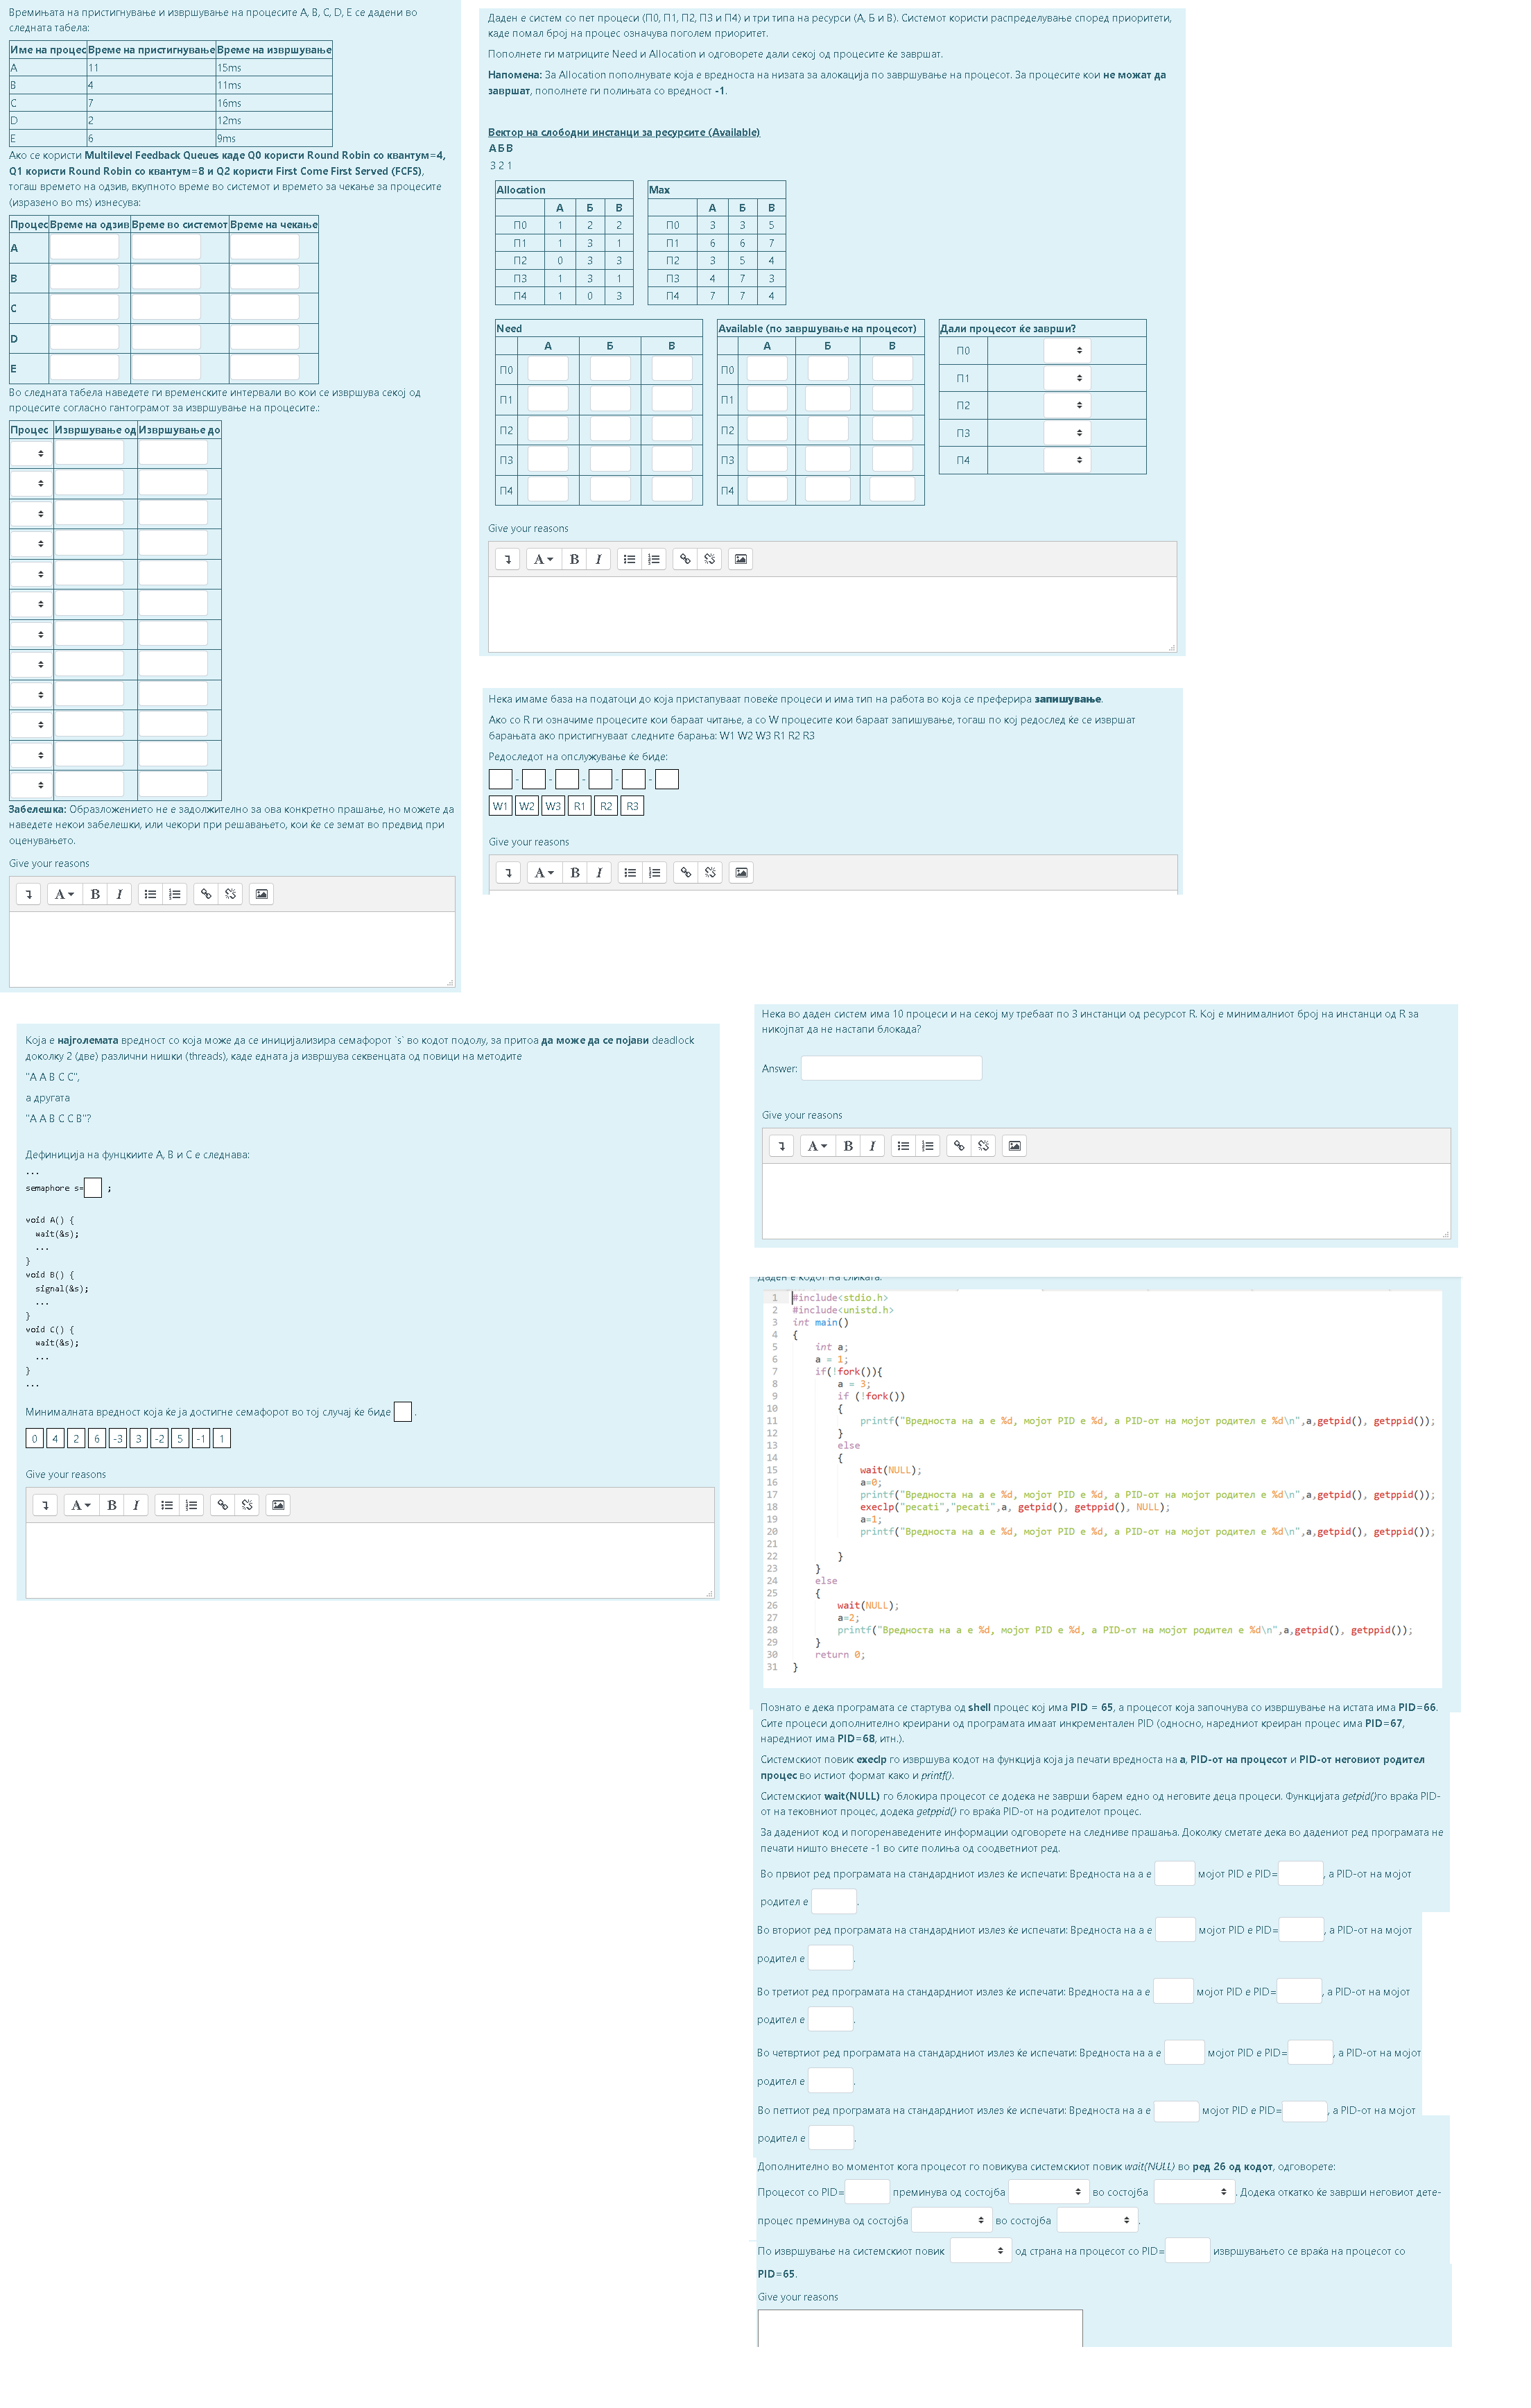 Времињата на пристигнување и извршување на процесите A, B, C, D, E се дадени во
следната табела:
Име на процес Време на пристигнување Време на извршување
A 11 15ms
B 4 11ms
C 7 16ms
D 2 12ms
E 6 9ms
Ако се користи Multilevel Feedback Queues каде Q0 користи Round Robin со квантум=4,
Q1 користи Round Robin со квантум=8 и Q2 користи First Come First Served (FCFS),
тогаш времето на одзив, вкупното време во системот и времето за чекање за процесите
(изразено во ms) изнесува:
Процес Време на одзив Време во системот Време на чекање
A
B
C
D
E
Во следната табела наведете ги временските интервали во кои се извршува секој од
процесите согласно гантограмот за извршување на процесите.:
Процес Извршување од Извршување до
Забелешка: Образложението не е задолжително за ова конкретно прашање, но можете да
наведете некои забелешки, или чекори при решавањето, кои ќе се земат во предвид при
оценувањето.
Give your reasons
Даден е систем со пет процеси (П0, П1, П2, П3 и П4) и три типа на ресурси (А, Б и В). Системот користи распределување според приоритети,
каде помал број на процес означува поголем приоритет.
Пополнете ги матриците Need и Allocation и одговорете дали секој од процесите ќе завршат.
Напомена: За Allocation пополнувате која е вредноста на низата за алокација по завршување на процесот. За процесите кои не можат да
завршат, пополнете ги полињата со вредност -1.
Вектор на слободни инстанци за ресурсите (Available)
А Б В
3 2 1
Allocation
А Б В
П0 1 2 2
П1 1 3 1
П2 0 3 3
П3 1 3 1
П4 1 0 3
Max
А Б В
П0 3 3 5
П1 6 6 7
П2 3 5 4
П3 4 7 3
П4 7 7 4
Need
А Б В
П0
П1
П2
П3
П4
Available (по завршување на процесот)
А Б В
П0
П1
П2
П3
П4
Дали процесот ќе заврши?
П0
П1
П2
П3
П4
Give your reasons
Нека имаме база на податоци до која пристапуваат повеќе процеси и има тип на работа во која се преферира запишување.
Ако со R ги означиме процесите кои бараат читање, а со W процесите кои бараат запишување, тогаш по кој редослед ќе се извршат
барањата ако пристигнуваат следните барања: W1 W2 W3 R1 R2 R3
Редоследот на опслужување ќе биде:
- - - - -
W1 W2 W3 R1 R2 R3
Give your reasons
Која е најголемата вредност со која може да се иницијализира семафорот `s` во кодот подолу, за притоа да може да се појави deadlock
доколку 2 (две) различни нишки (threads), каде едната ја извршува секвенцата од повици на методите
"A A B C C",
а другата
"A A B C C B"?
Дефиниција на фунцкиите А, B и C е следнава:
...
semaphore s= ;
void A() {
wait(&s);
...
}
void B() {
signal(&s);
...
}
void C() {
wait(&s);
...
}
...
Минималната вредност која ќе ја достигне семафорот во тој случај ќе биде .
0 4 2 6 -3 3 -2 5 -1 1
Give your reasons
Нека во даден систем има 10 процеси и на секој му требаат по 3 инстанци од ресурсот R. Кој е минималниот број на инстанци од R за
никојпат да не настапи блокада?
Answer:
Give your reasons
Даден е кодот на сликата.
1 #include<stdio.h>
2 #include<unistd.h>
3 int main()
4 {
5 int a;
6 a = 1;
7 if(!fork()){
8 a = 3;
9 if (!fork())
10 {
11 printf("Вредноста на a е %d, мојот PID е %d, а PID-от на мојот родител е %d\n",a,getpid(), getppid());
12 }
13 else
14 {
15 wait(NULL);
16 a=0;
17 printf("Вредноста на a е %d, мојот PID е %d, а PID-от на мојот родител е %d\n",a,getpid(), getppid());
18 execlp("pecati","pecati",a, getpid(), getppid(), NULL);
19 a=1;
20 printf("Вредноста на a е %d, мојот PID е %d, а PID-от на мојот родител е %d\n",a,getpid(), getppid());
21
22 }
23 }
24 else
25 {
26 wait(NULL);
27 a=2;
28 printf("Вредноста на a е %d, мојот PID е %d, а PID-от на мојот родител е %d\n",a,getpid(), getppid());
29 }
30 return 0;
31 }
Познато е дека програмата се стартува од shell процес кој има PID = 65, а процесот која започнува со извршување на истата има PID=66.
Сите процеси дополнително креирани од програмата имаат инкрементален PID (односно, наредниот креиран процес има PID=67,
наредниот има PID=68, итн.).
Системскиот повик execlp го извршува кодот на функција која ја печати вредноста на a, PID-от на процесот и PID-от неговиот родител
процес во истиот формат како и printf().
Системскиот wait(NULL) го блокира процесот се додека не заврши барем едно од неговите деца процеси. Функцијата getpid()го враќа PID-
от на тековниот процес, додека getppid() го враќа PID-от на родителот процес.
За дадениот код и погоренаведените информации одговорете на следниве прашања. Доколку сметате дека во дадениот ред програмата не
печати ништо внесете -1 во сите полиња од соодветниот ред.
Во првиот ред програмата на стандардниот излез ќе испечати: Вредноста на a е мојот PID е PID= , а PID-от на мојот
родител е .
Во вториот ред програмата на стандардниот излез ќе испечати: Вредноста на a е мојот PID е PID= , а PID-от на мојот
родител е .
Во третиот ред програмата на стандардниот излез ќе испечати: Вредноста на a е мојот PID е PID= , а PID-от на мојот
родител е .
Во четвртиот ред програмата на стандардниот излез ќе испечати: Вредноста на a е мојот PID е PID= , а PID-от на мојот
родител е .
Во петтиот ред програмата на стандардниот излез ќе испечати: Вредноста на a е мојот PID е PID= , а PID-от на мојот
родител е .
Дополнително во моментот кога процесот го повикува системскиот повик wait(NULL) во ред 26 од кодот, одговорете:
Процесот со PID= преминува од состојба во состојба . Додека откатко ќе заврши неговиот дете-
процес преминува од состојба во состојба .
По извршување на системскиот повик од страна на процесот со PID= извршувањето се враќа на процесот со
PID=65.
Give your reasons